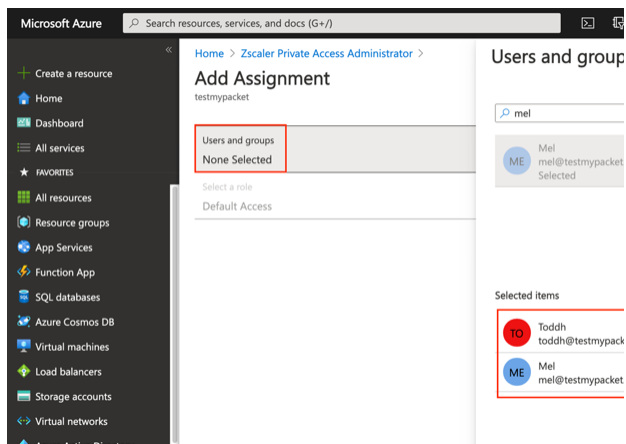 Microsoft Azure
Search resources, services, and docs (G+/)
«
Create a resource
Home
Dashboard
All services
FAVORITES
All resources
Resource groups
App Services
Function App
SQL databases
Azure Cosmos DB
Virtual machines
Load balancers
Storage accounts
Virtual networks
Home > Zscaler Private Access Administrator >
Add Assignment
testmypacket
Users and groups
None Selected
Select a role
Default Access
Users and group
mel
ME
Mel
mel@testmypacket.
Selected
Selected items
TO
Toddh
toddh@testmypack
ME
Mel
mel@testmypacket.